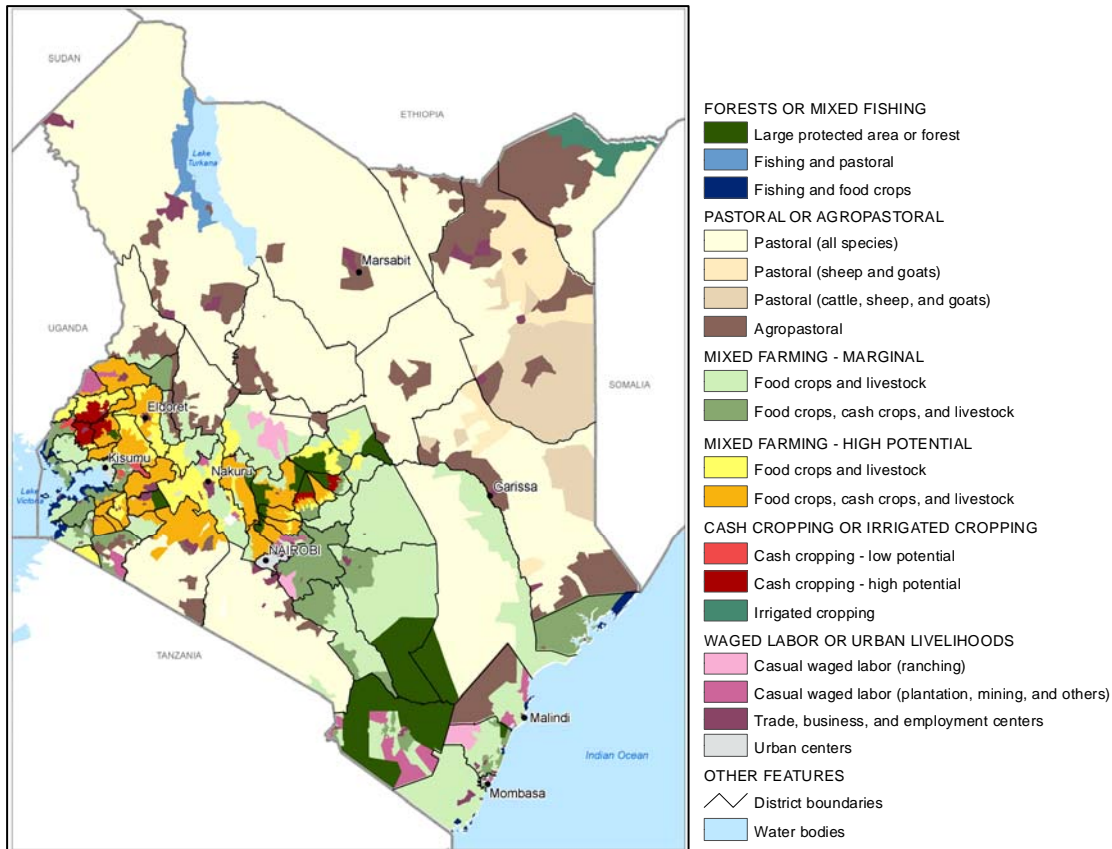 SUDAN
ETHIOPIA
Lake
Turkana
Marsabit
UGANDA
SOMALIA
Eldoret
Kisumu
Nakuru
Lake
Victoria
Garissa
NAIROBI
TANZANIA
Malindi
Indian Ocean
Mombasa
FORESTS OR MIXED FISHING
Large protected area or forest
Fishing and pastoral
Fishing and food crops
PASTORAL OR AGROPASTORAL
Pastoral (all species)
Pastoral (sheep and goats)
Pastoral (cattle, sheep, and goats)
Agropastoral
MIXED FARMING - MARGINAL
Food crops and livestock
Food crops, cash crops, and livestock
MIXED FARMING - HIGH POTENTIAL
Food crops and livestock
Food crops, cash crops, and livestock
CASH CROPPING OR IRRIGATED CROPPING
Cash cropping - low potential
Cash cropping - high potential
Irrigated cropping
WAGED LABOR OR URBAN LIVELIHOODS
Casual waged labor (ranching)
Casual waged labor (plantation, mining, and others)
Trade, business, and employment centers
Urban centers
OTHER FEATURES
District boundaries
Water bodies